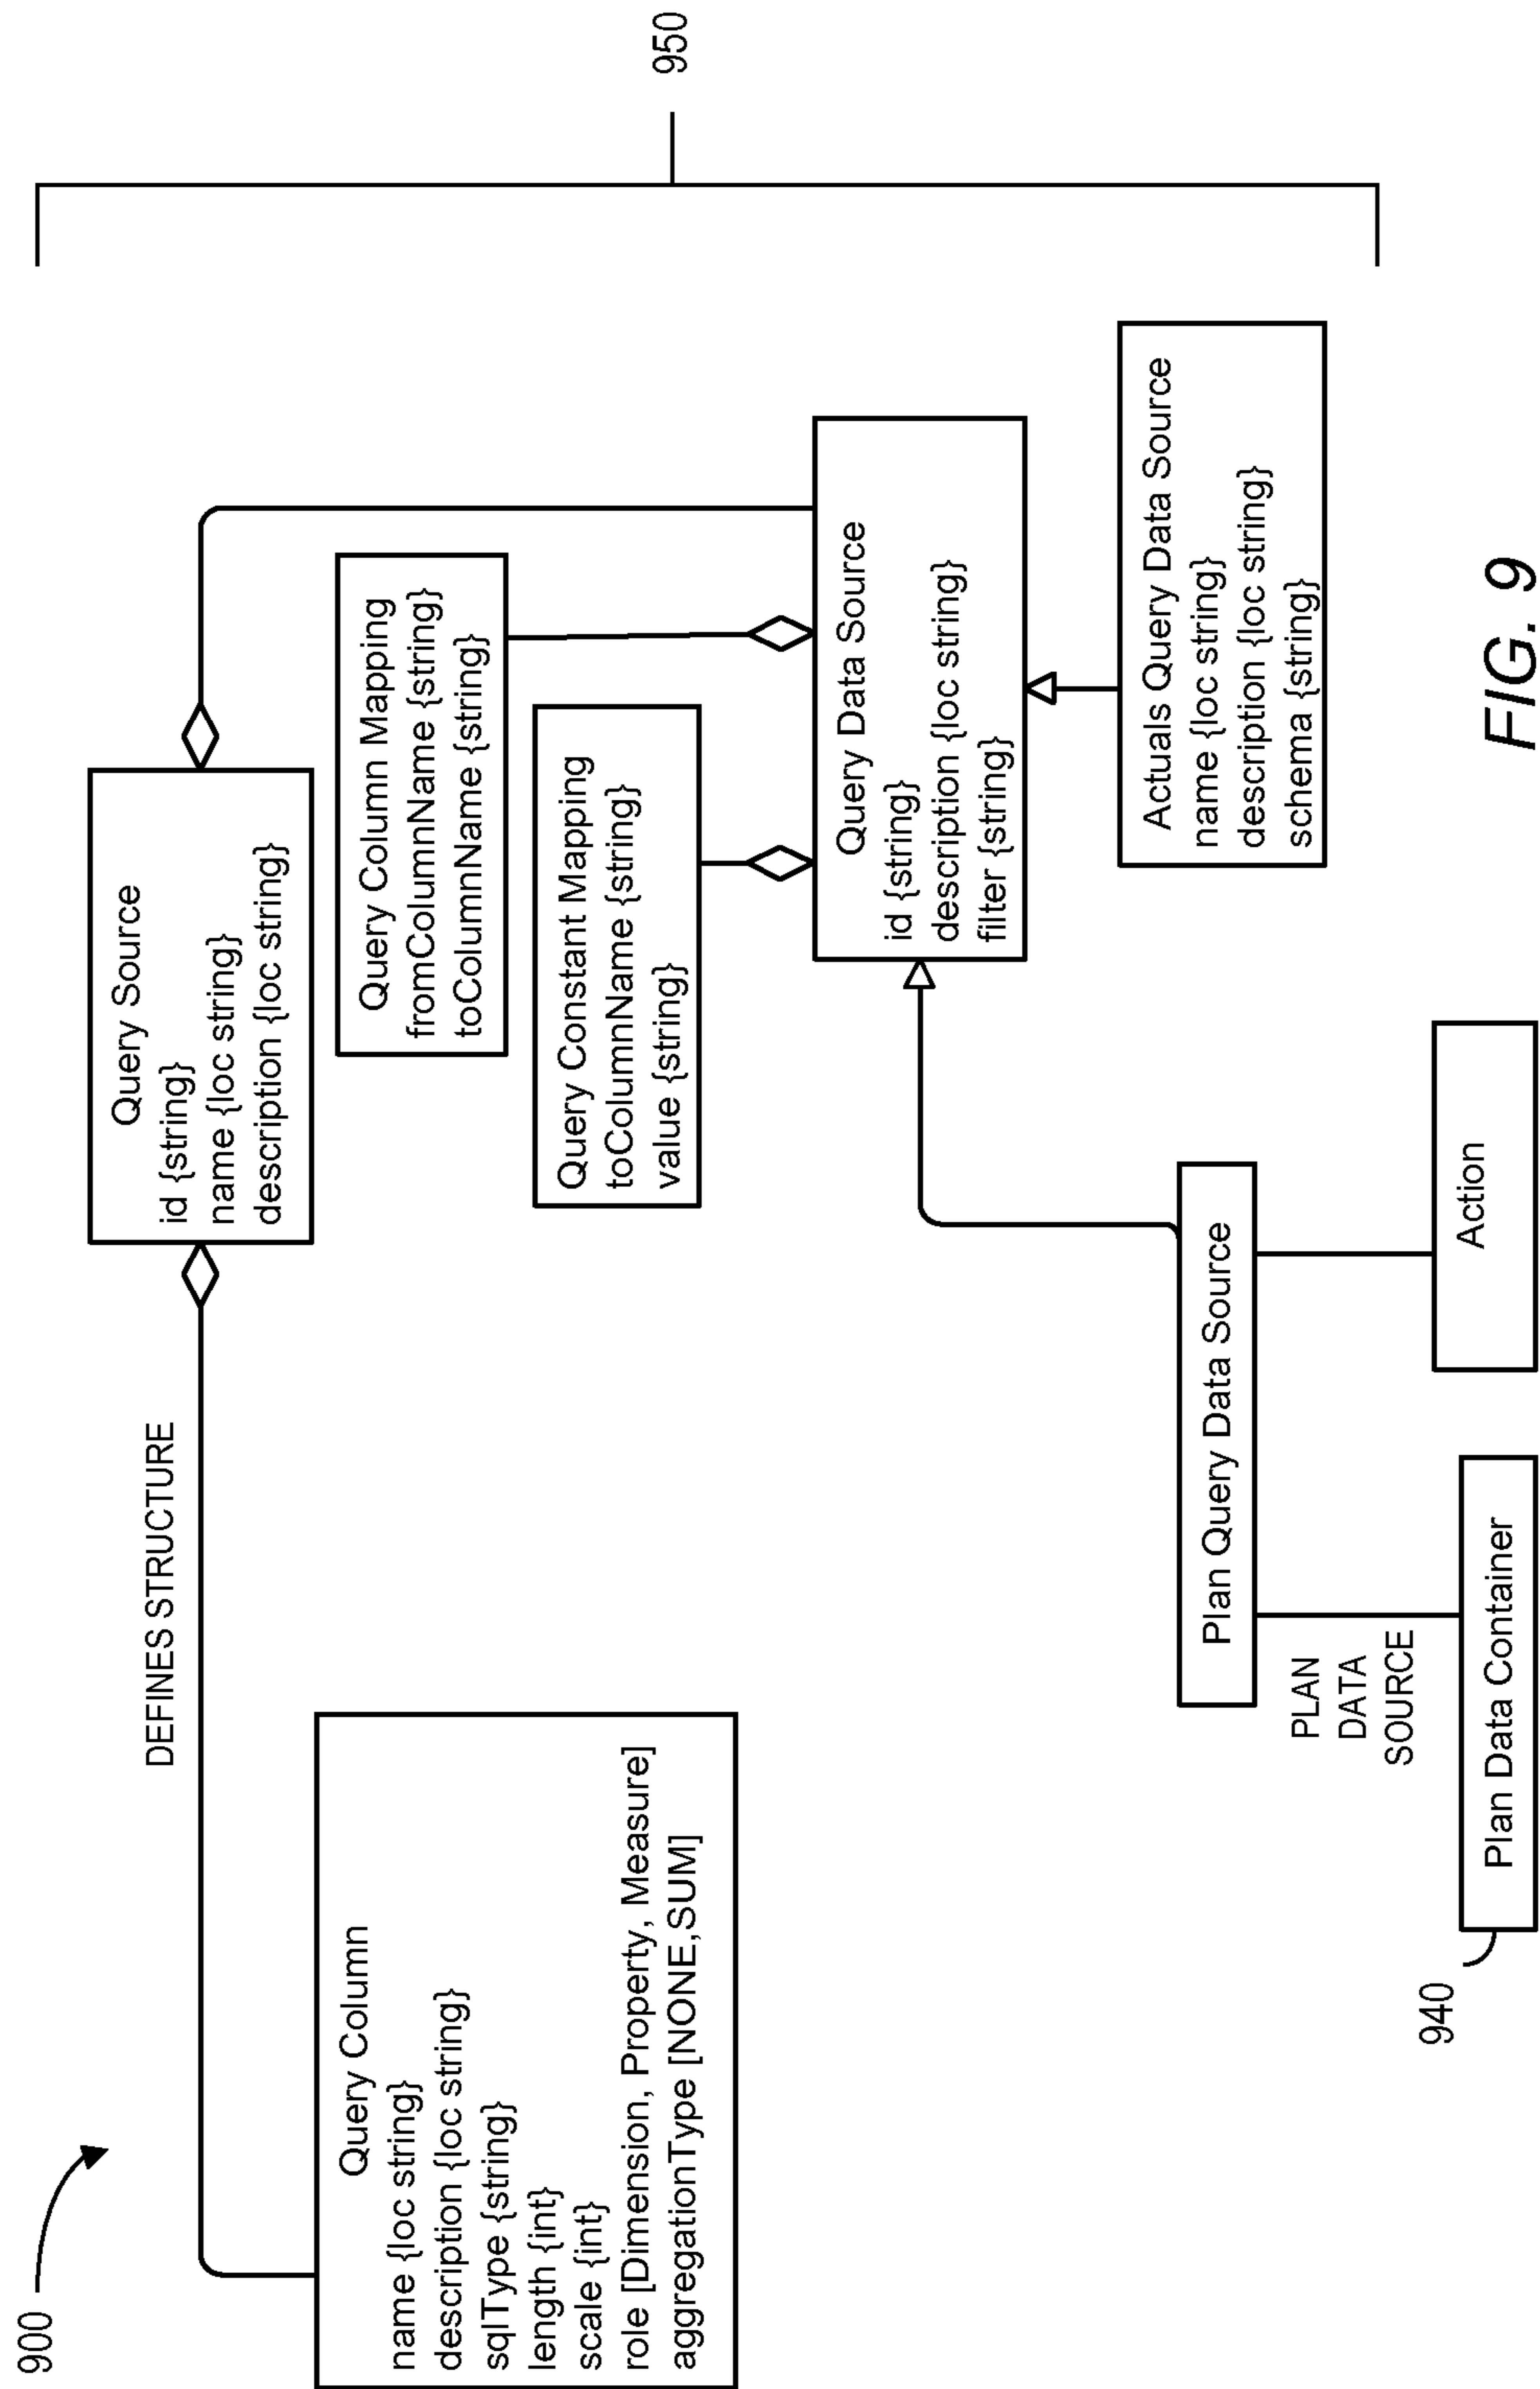 900
DEFINES STRUCTURE
Query Column
name {loc string}
description {loc string}
sqlType {string}
length {int}
scale {int}
role [Dimension, Property, Measure]
aggregationType [NONE,SUM]
Query Source
id {string}
name {loc string}
description {loc string}
Query Column Mapping
fromColumnName {string}
toColumnName {string}
Query Constant Mapping
toColumnName {string}
value {string}
Query Data Source
id {string}
description {loc string}
filter {string}
Actuals Query Data Source
name {loc string}
description {loc string}
schema {string}
Plan Query Data Source
PLAN
DATA
SOURCE
Plan Data Container
940
Action
950
FIG. 9